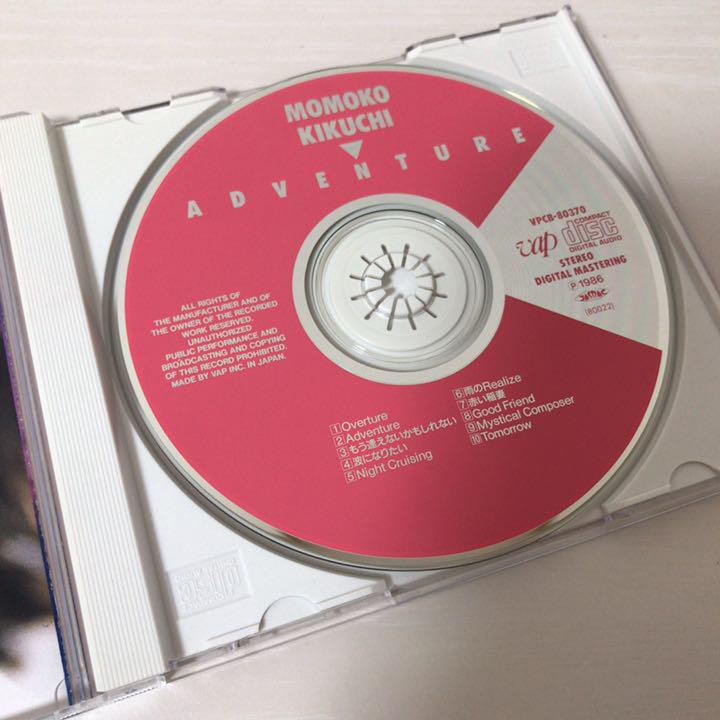 MOMOKO
KIKUCHI
ADVENTURE
VPCB-80370
vap
COMPACT
disc
DIGITAL AUDIO
STEREO
DIGITAL MASTERING
Ⓟ1986
(80D22)
ALL RIGHTS OF
THE MANUFACTURER AND OF
THE OWNER OF THE RECORDED
WORK RESERVED.
UNAUTHORIZED
PUBLIC PERFORMANCE AND
BROADCASTING AND COPYING
OF THIS RECORD PROHIBITED.
MADE BY VAP INC. IN JAPAN.
1 Overture
2 Adventure
3 もう逢えないかもしれない
4 波になりたい
5 Night Cruising
6 雨のRealize
7 赤い稲妻
8 Good Friend
9 Mystical Composer
10 Tomorrow